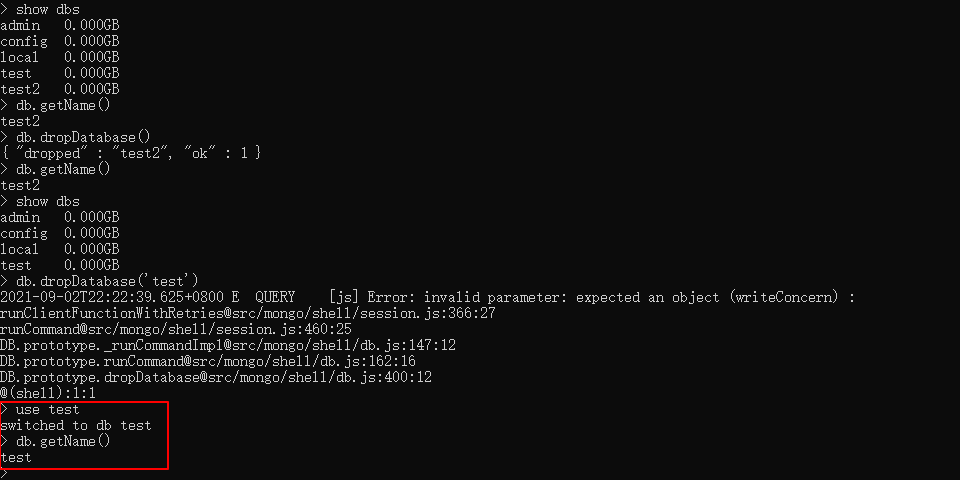 > show dbs
admin   0.000GB
config  0.000GB
local   0.000GB
test    0.000GB
test2   0.000GB
> db.getName()
test2
> db.dropDatabase()
{ "dropped" : "test2", "ok" : 1 }
> db.getName()
test2
> show dbs
admin   0.000GB
config  0.000GB
local   0.000GB
test    0.000GB
> db.dropDatabase('test')
2021-09-02T22:22:39.625+0800 E  QUERY    [js] Error: invalid parameter: expected an object (writeConcern) :
runClientFunctionWithRetries@src/mongo/shell/session.js:366:27
runCommand@src/mongo/shell/session.js:460:25
DB.prototype._runCommandImpl@src/mongo/shell/db.js:147:12
DB.prototype.runCommand@src/mongo/shell/db.js:162:16
DB.prototype.dropDatabase@src/mongo/shell/db.js:400:12
@(shell):1:1
> use test
switched to db test
> db.getName()
test
>